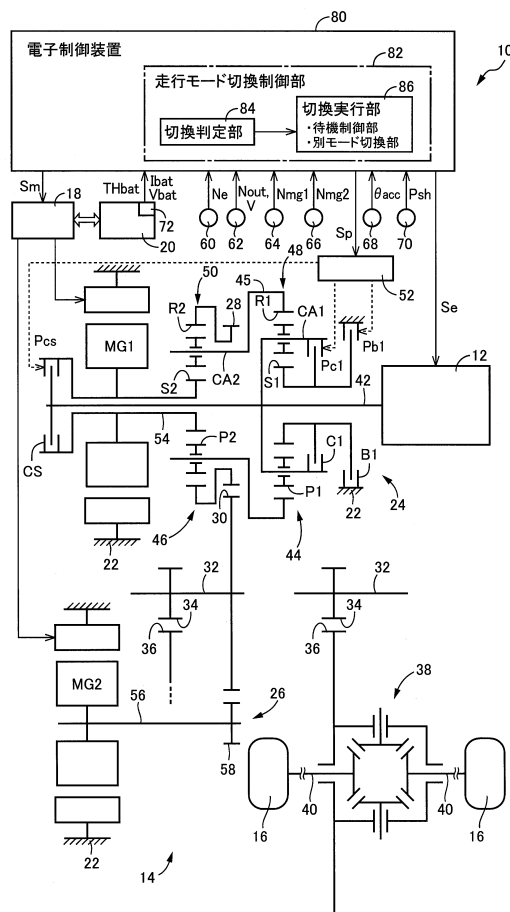 80
電子制御装置
10
82
走行モード切換制御部
86
84
切換実行部
・待機制御部
・別モード切換部
切換判定部
Sm
18
THbat
Ibat
Vbat
72
20
Ne
60
Nout,
V
62
Nmg1
64
Nmg2
66
Sp
θacc
68
Psh
70
Se
50
45
48
52
R2
28
R1
CA1
Pcs
MG1
Pc1
Pb1
12
S2
CA2
S1
42
54
CS
P2
C1
B1
30
P1
22
24
22
46
44
32
32
34
34
36
36
38
MG2
56
26
58
16
40
40
16
22
14